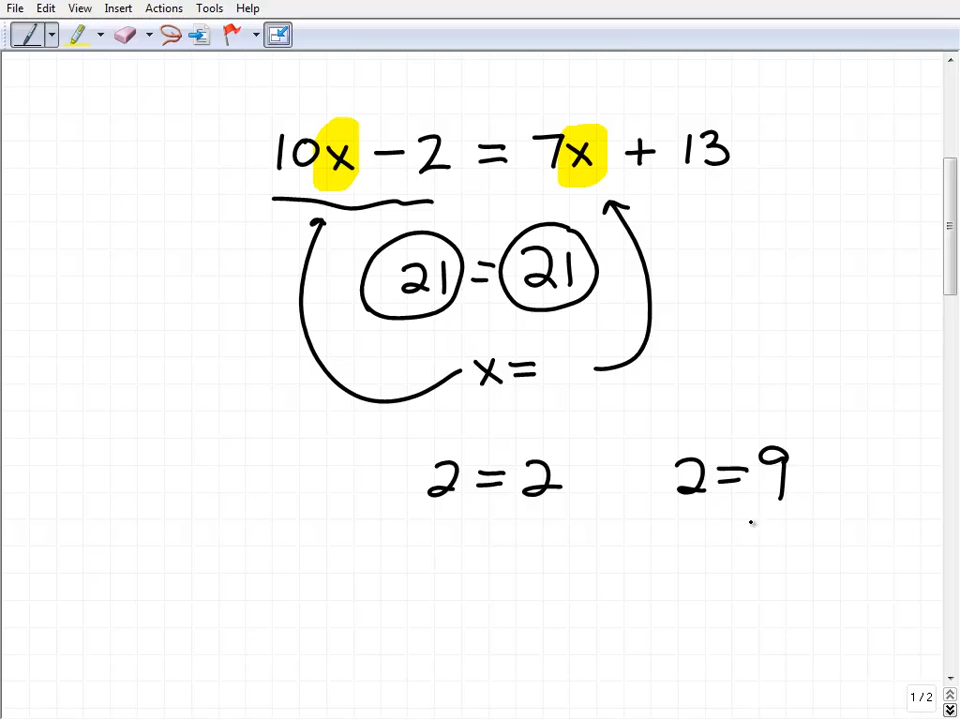 File Edit View Insert Actions Tools Help
10x - 2 = 7x + 13
21 = 21
x =
2 = 2 2 = 9
1 / 2